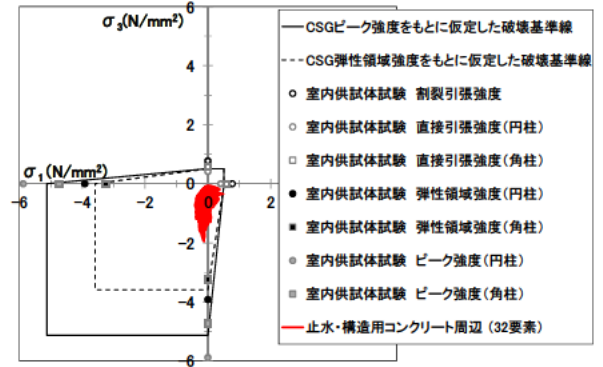 σ₃(N/mm²)
6
4
2
σ₁(N/mm²)
0
-6
-4
-2
0
2
-2
-4
-6
CSGピーク強度をもとに仮定した破壊基準線
CSG弾性領域強度をもとに仮定した破壊基準線
室内供試体試験 割裂引張強度
室内供試体試験 直接引張強度(円柱)
室内供試体試験 直接引張強度(角柱)
室内供試体試験 弾性領域強度(円柱)
室内供試体試験 弾性領域強度(角柱)
室内供試体試験 ピーク強度(円柱)
室内供試体試験 ピーク強度(角柱)
止水・構造用コンクリート周辺 (32要素)